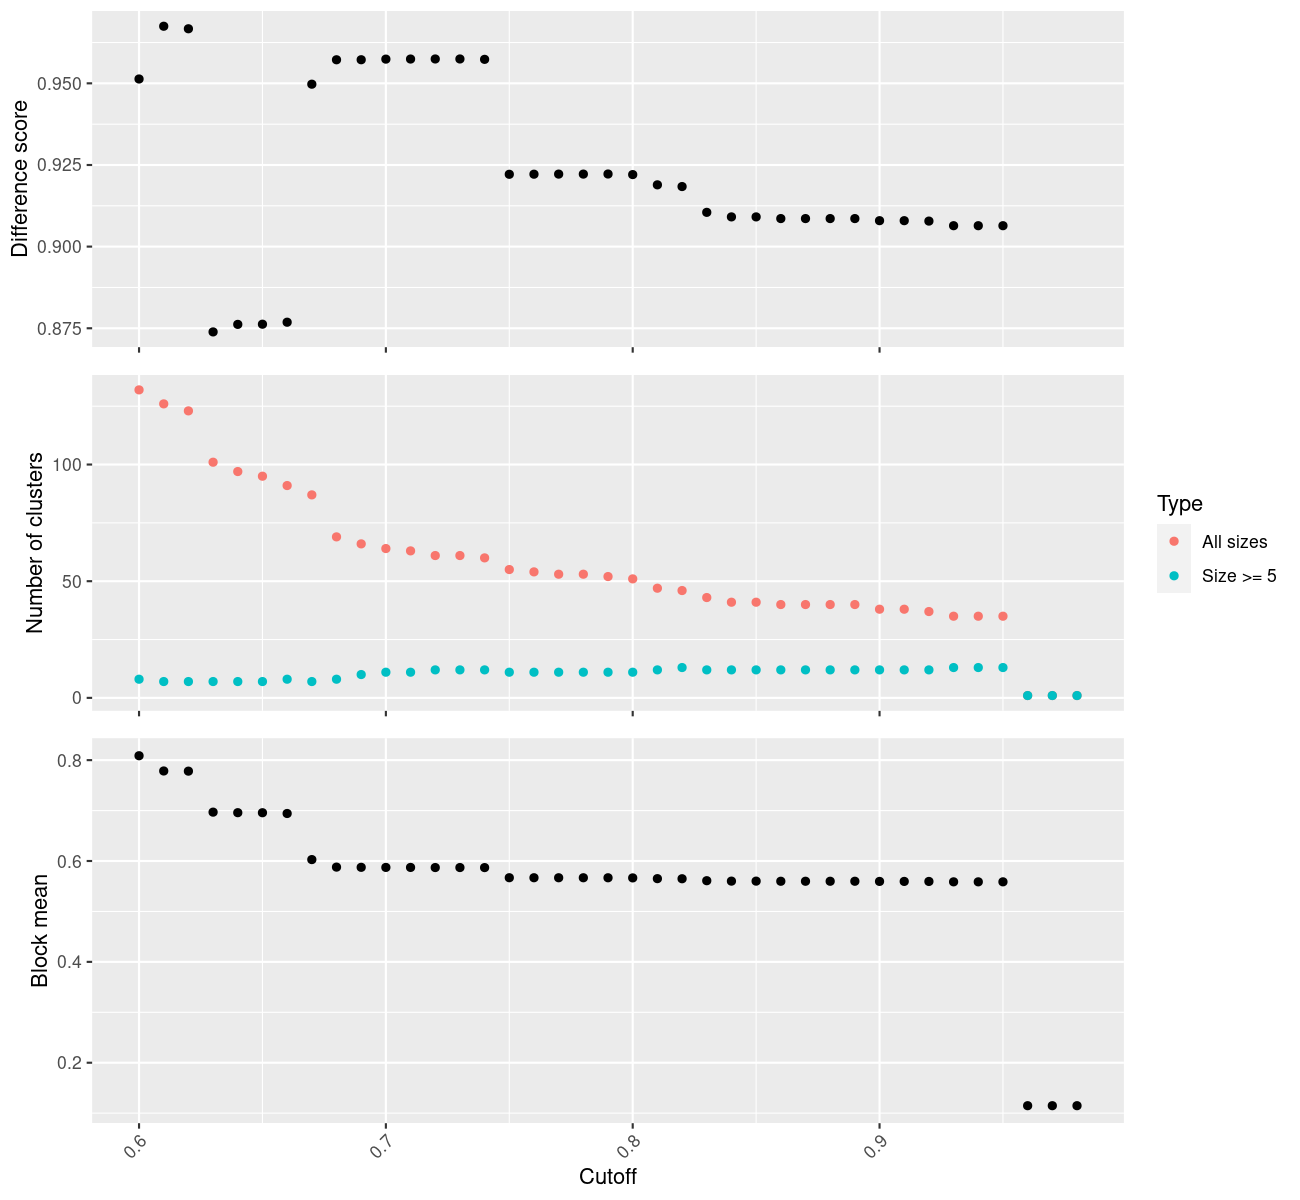 Difference score
0.950
0.925
0.900
0.875
Number of clusters
100
50
0
Type
All sizes
Size >= 5
Block mean
0.8
0.6
0.4
0.2
0.6
0.7
0.8
0.9
Cutoff